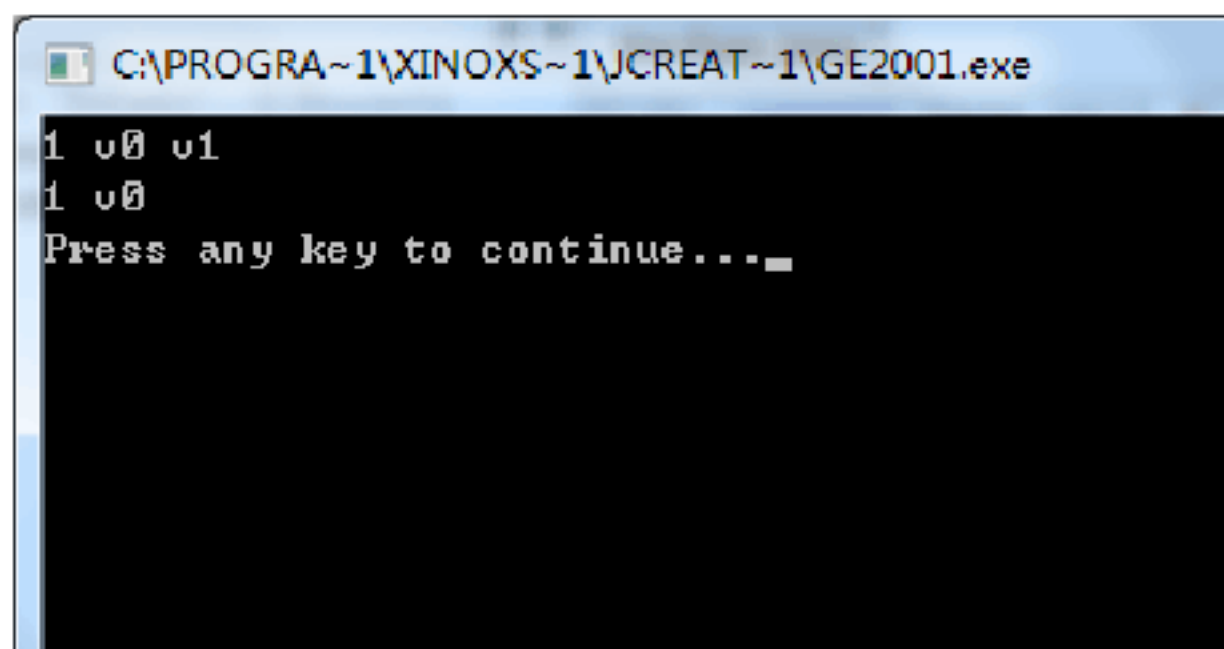 C:\PROGRA~1\XINOXS~1\JCREAT~1\GE2001.exe
1 v0 v1
1 v0
Press any key to continue...